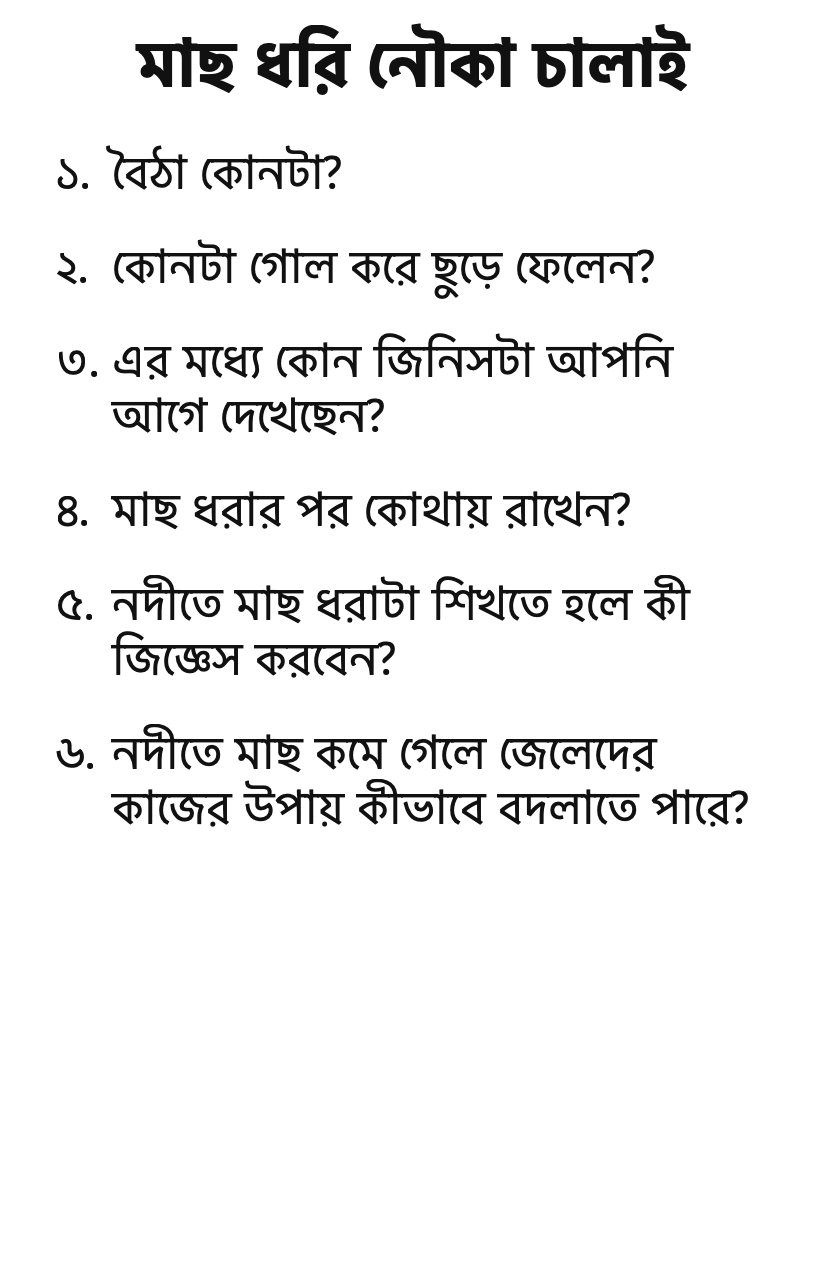 মাছ ধরি নৌকা চালাই
১. বৈঠা কোনটা?
২. কোনটা গোল করে ছুড়ে ফেলেন?
৩. এর মধ্যে কোন জিনিসটা আপনি
আগে দেখেছেন?
৪. মাছ ধরার পর কোথায় রাখেন?
৫. নদীতে মাছ ধরাটা শিখতে হলে কী
জিজ্ঞেস করবেন?
৬. নদীতে মাছ কমে গেলে জেলেদের
কাজের উপায় কীভাবে বদলাতে পারে?